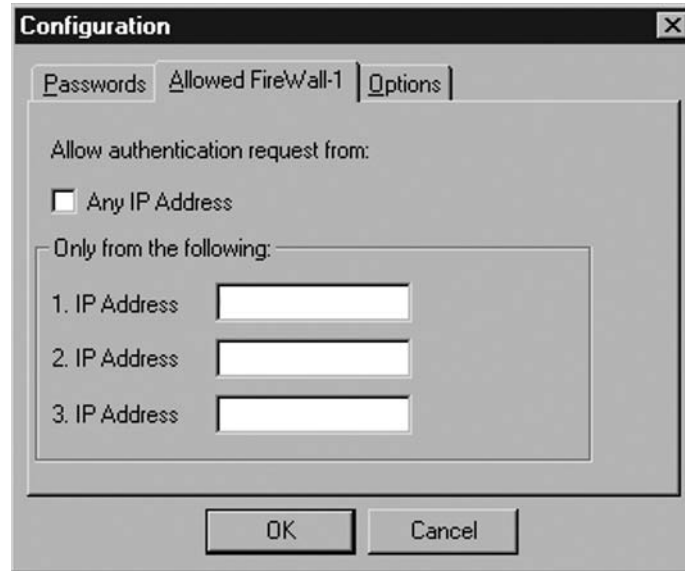 Configuration
Passwords Allowed FireWall-1 Options
Allow authentication request from:
Any IP Address
Only from the following:
1. IP Address
2. IP Address
3. IP Address
OK Cancel